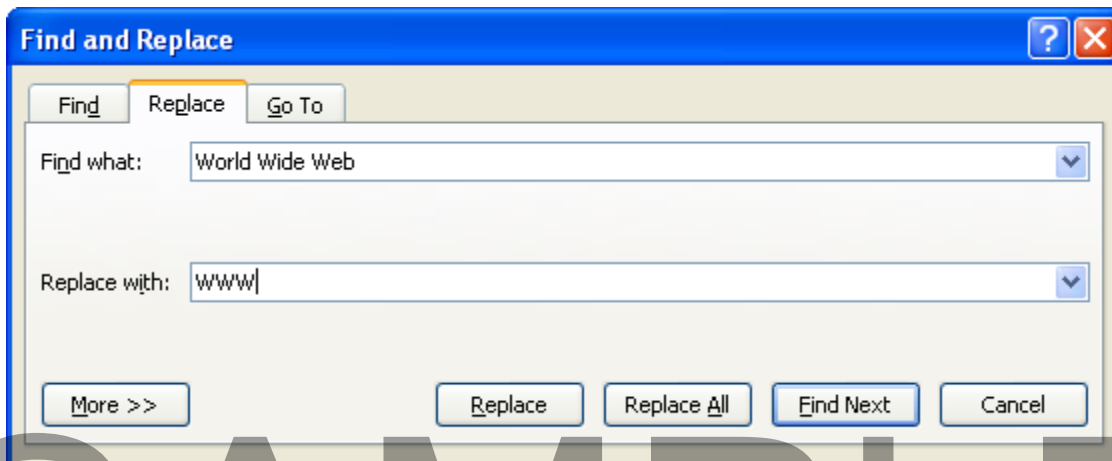 Find and Replace
?
Find Replace Go To
Find what: World Wide Web
Replace with: WWW
More >> Replace Replace All Find Next Cancel